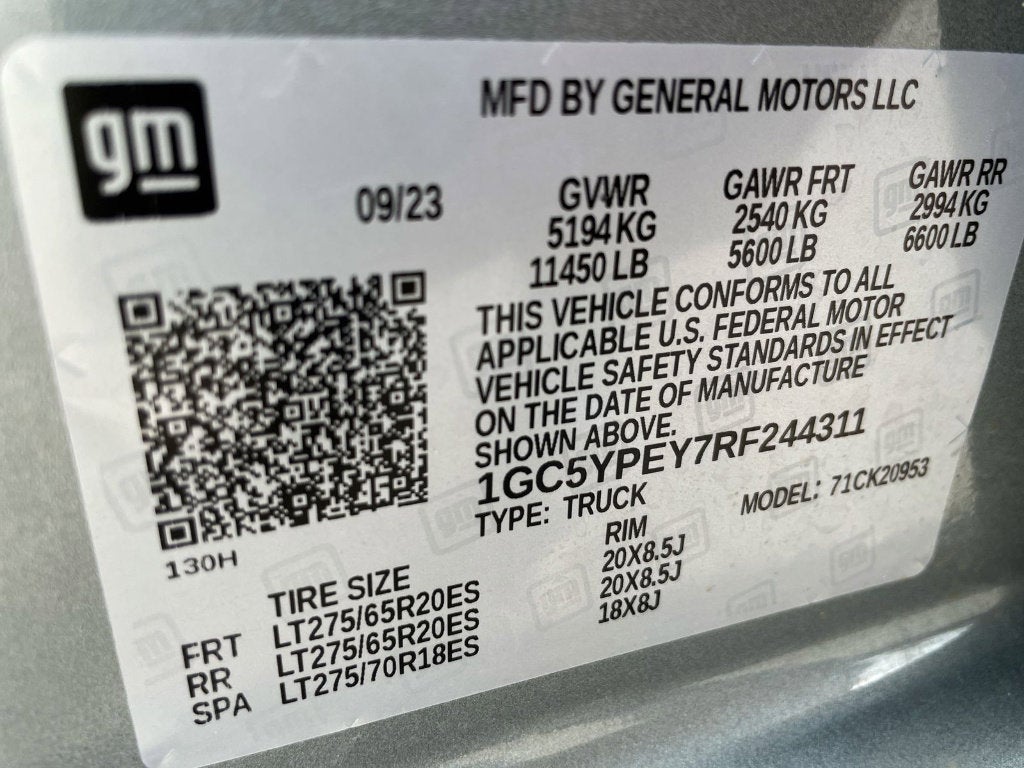 gm
MFD BY GENERAL MOTORS LLC
09/23
GVWR GAWR FRT GAWR RR
5194 KG 2540 KG 2994 KG
11450 LB 5600 LB 6600 LB
THIS VEHICLE CONFORMS TO ALL
APPLICABLE U.S. FEDERAL MOTOR
VEHICLE SAFETY STANDARDS IN EFFECT
ON THE DATE OF MANUFACTURE
SHOWN ABOVE.
1GC5YPEY7RF244311
TYPE: TRUCK MODEL: 71CK20953
130H
TIRE SIZE RIM
FRT LT275/65R20ES 20X8.5J
RR LT275/65R20ES 20X8.5J
SPA LT275/70R18ES 18X8J